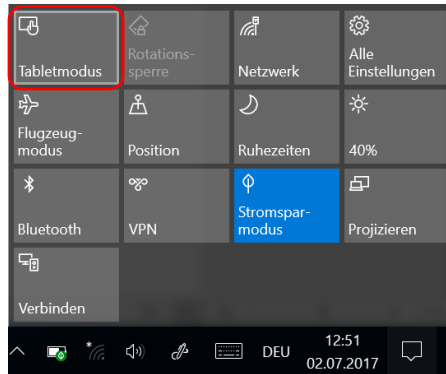 Tabletmodus
Rotations-
sperre
Netzwerk
Alle
Einstellungen
Flugzeug-
modus
Position
Ruhezeiten
40%
Bluetooth
VPN
Stromspar-
modus
Projizieren
Verbinden
DEU
12:51
02.07.2017